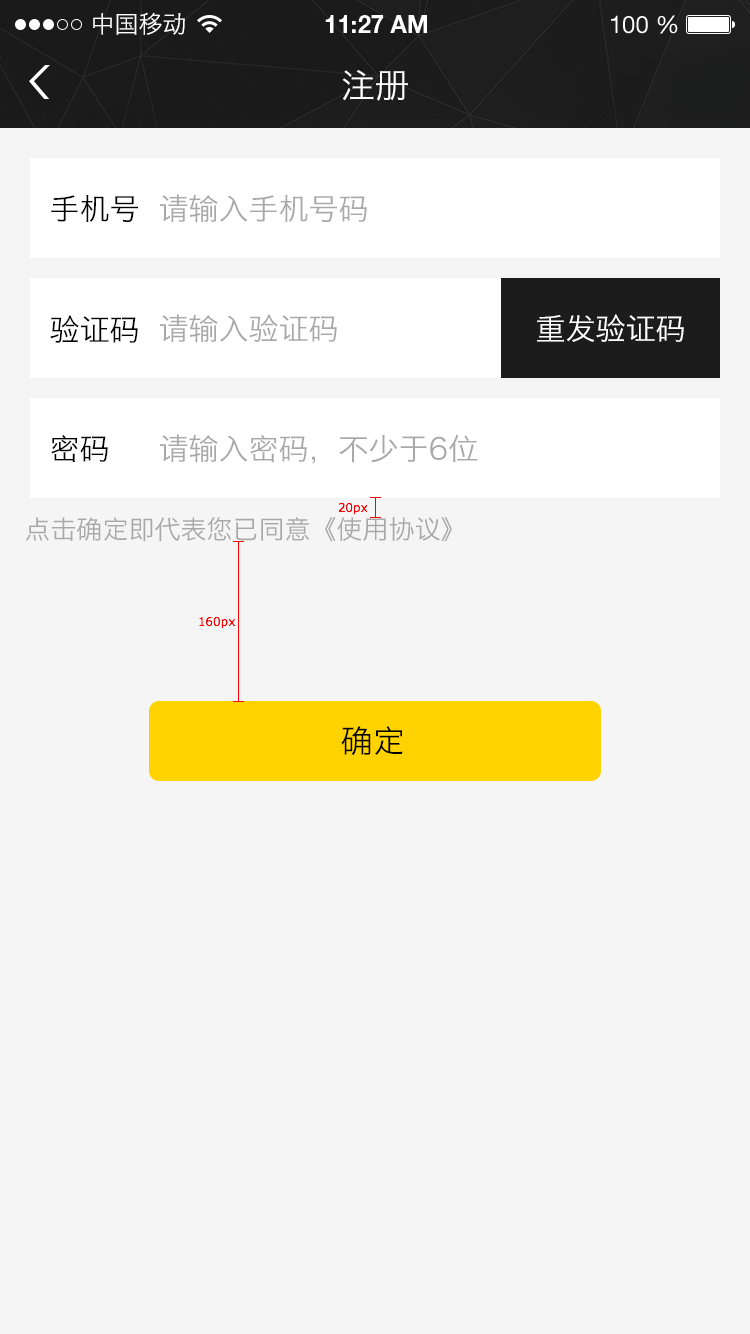 中国移动 11:27 AM 100 %
注册
手机号 请输入手机号码
验证码 请输入验证码 重发验证码
密码 请输入密码，不少于6位
20px
点击确定即代表您已同意《使用协议》
160px
确定